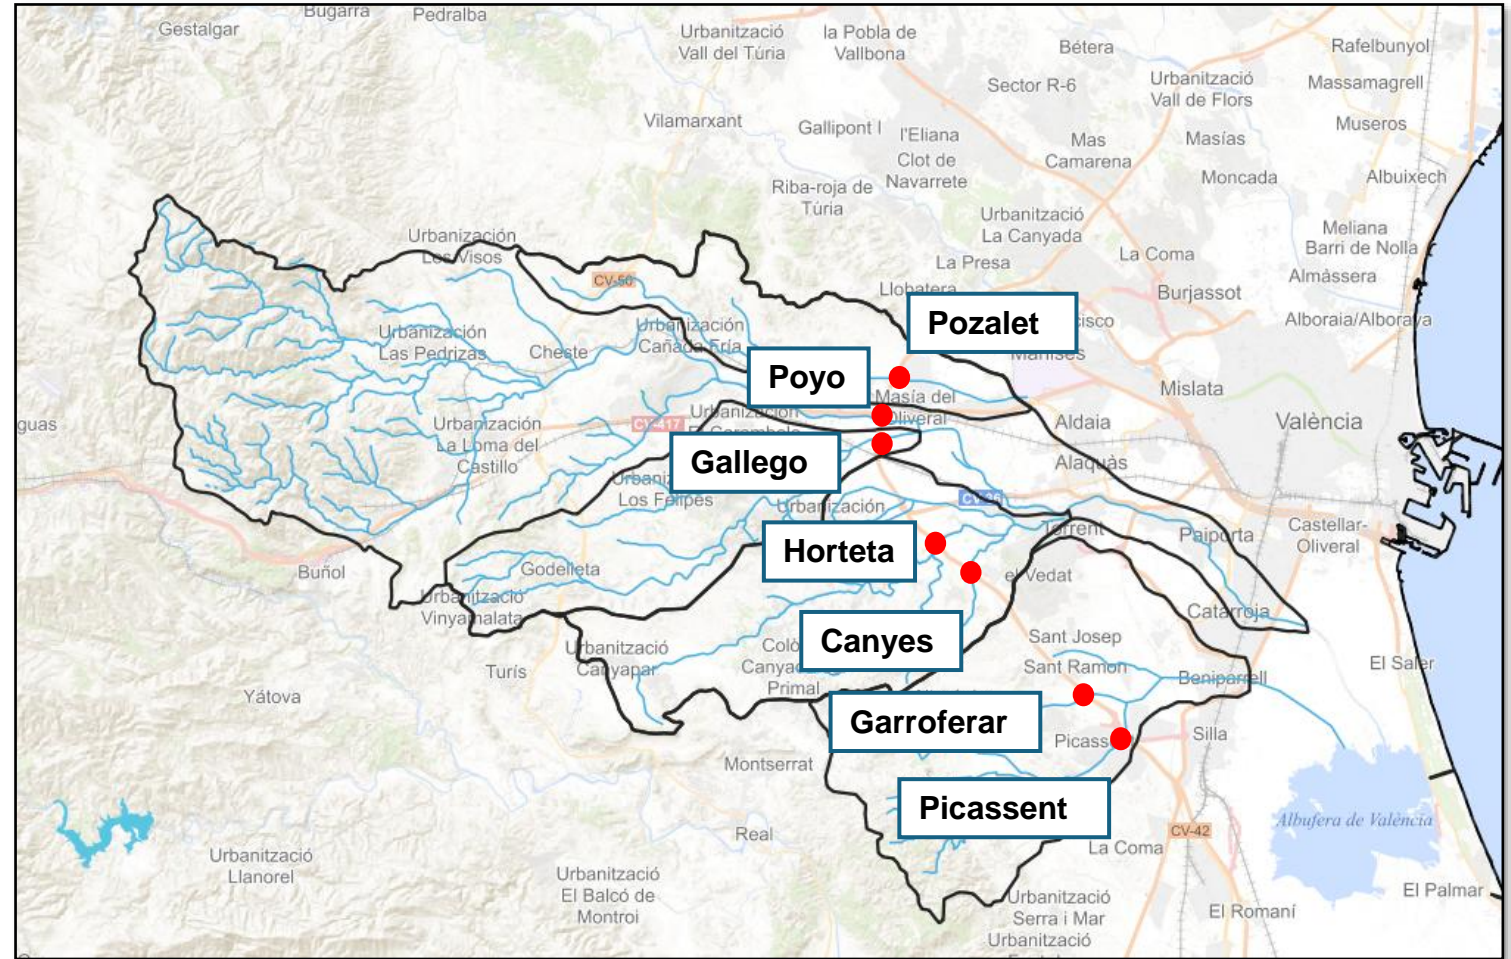 Bugarra
Pedralba
Gestalgar
Urbanització
Vall del Túria
la Pobla de
Vallbona
Bétera
Rafelbunyol
Sector R-6
Urbanització
Vall de Flors
Massamagrell
Vilamarxant
Gallipont I
l'Eliana
Clot de
Navarrete
Mas
Camarena
Masías
Museros
Riba-roja de
Túria
Moncada
Albuixech
Urbanització
La Canyada
Meliana
Barri de Nolla
Urbanización
Los Visos
La Presa
La Coma
Almàssera
CV-50
Llobatera
Burjassot
Pozalet
cisco
Alboraia/Alboraya
Urbanización
Las Pedrizas
Cheste
Urbanización
Cañada Fría
Manises
Poyo
Mislata
Masía del
Oliveral
Urbanización
CV-417
Aldaia
València
guas
Urbanización
La Loma del
Castillo
Gallego
Alaquàs
Los Felipes
CV-36
Urbanización
Horteta
Torrent
Paiporta
Castellar-
Oliveral
Buñol
Godelleta
el Vedat
Urbanització
Vinyamalata
Catarroja
Canyes
Urbanització
Canyapar
Sant Josep
Sant Ramon
El Saler
Turís
Primal
Beniparrell
Yátova
Garroferar
Silla
Montserrat
Picassent
Real
Albufera de València
CV-42
La Coma
Urbanització
Llanorel
Urbanització
El Balcó de
Montroi
Urbanització
Serra i Mar
Urbanització
El Romaní
El Palmar